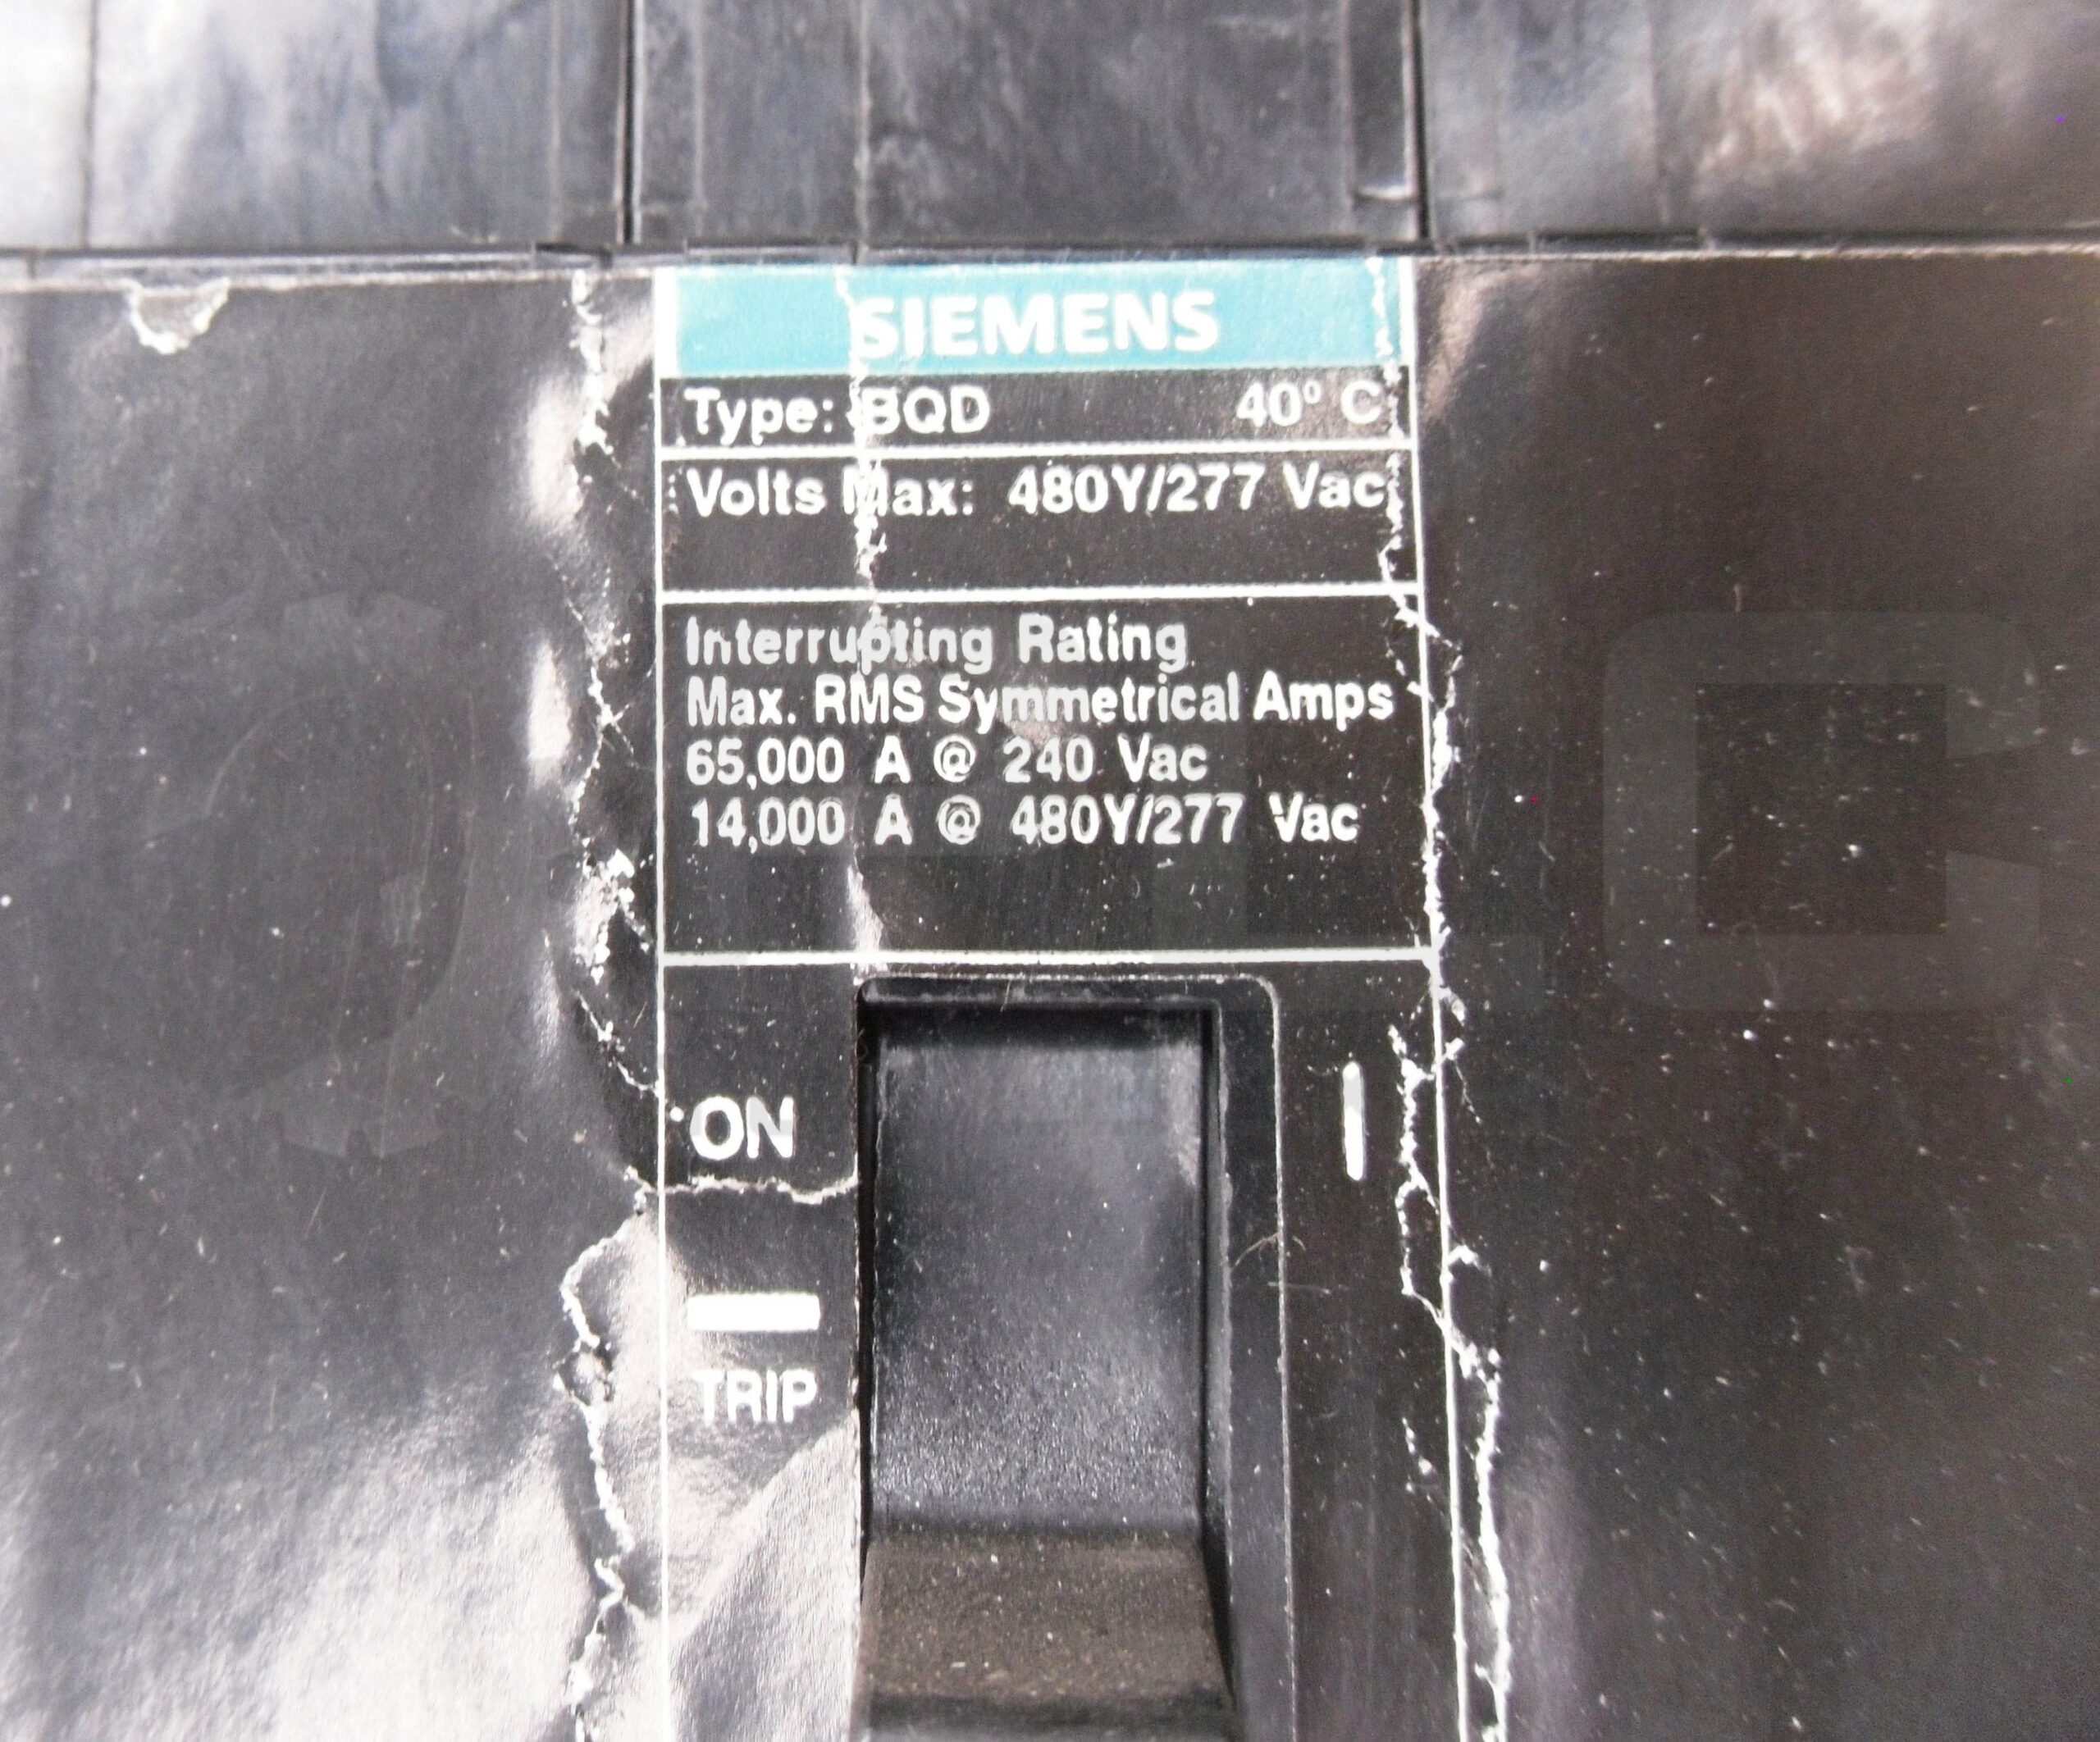 SIEMENS
Type: BQD 40° C
Volts Max: 480Y/277 Vac
Interrupting Rating
Max. RMS Symmetrical Amps
65,000 A @ 240 Vac
14,000 A @ 480Y/277 Vac
ON I
TRIP